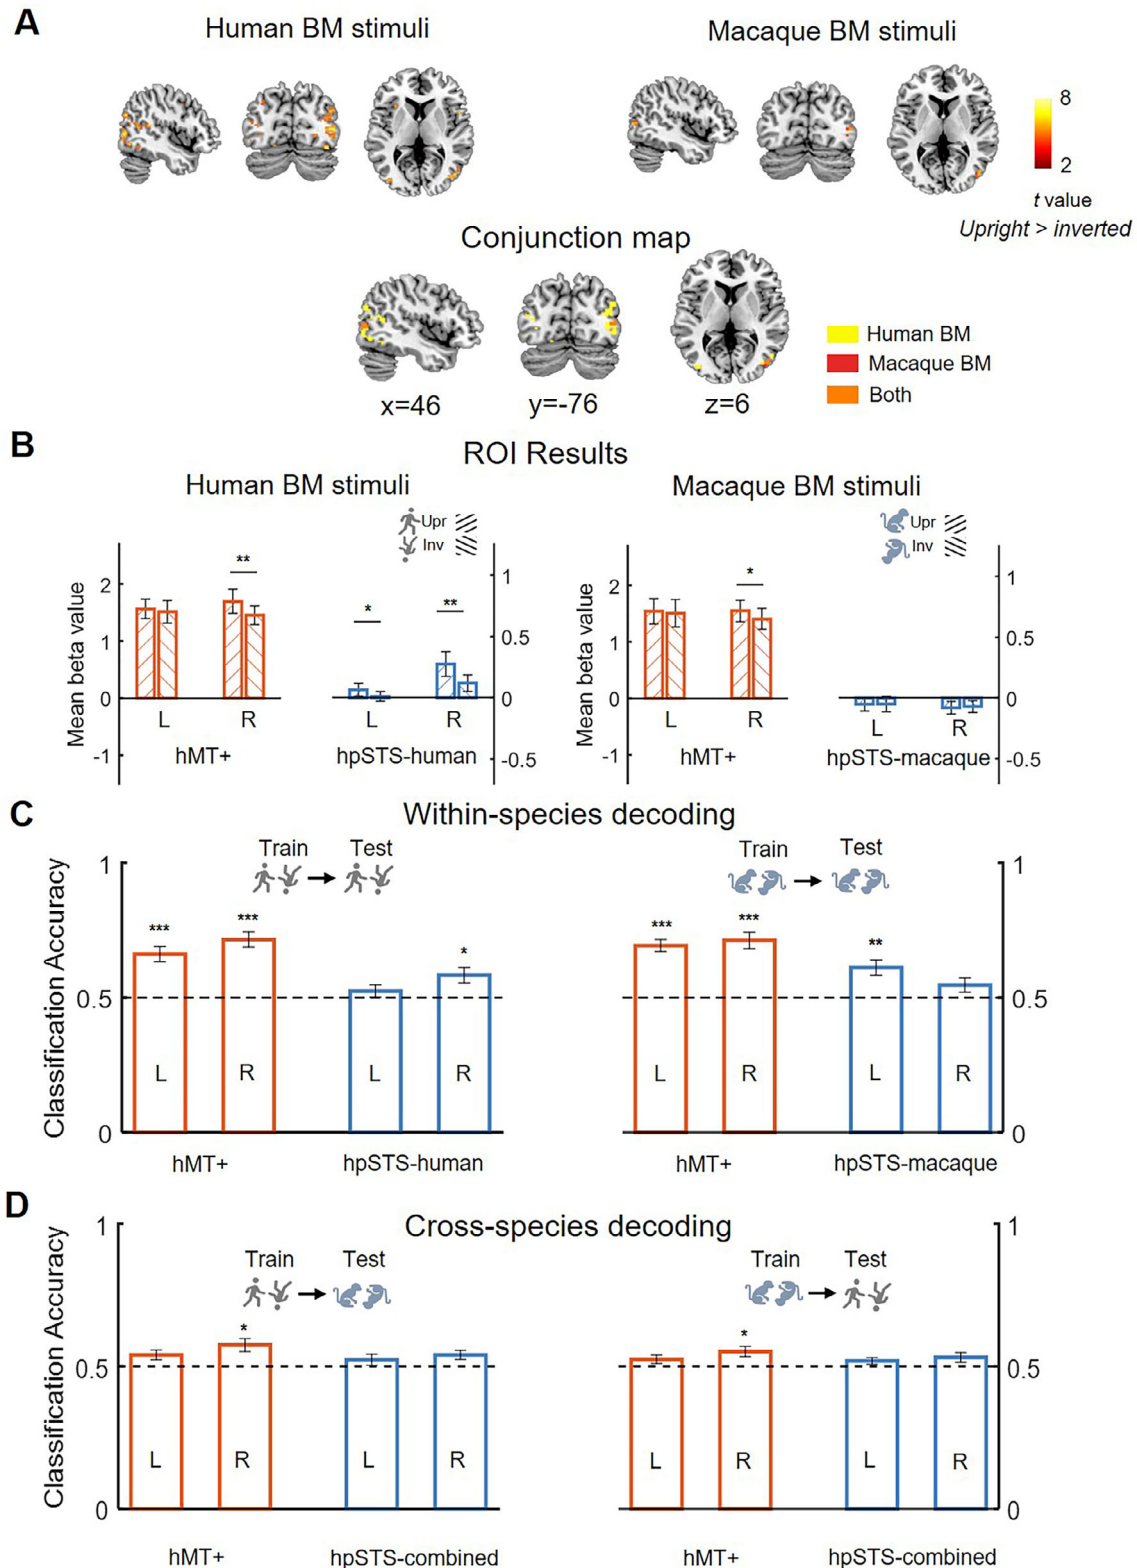 A
Human BM stimuli
Macaque BM stimuli
8
2
t value
Upright > inverted
Conjunction map
Human BM
Macaque BM
Both
x=46
y=-76
z=6
B
ROI Results
Human BM stimuli
Macaque BM stimuli
Upr
Inv
Upr
Inv
Mean beta value
2
1
0
-1
**
L
R
hMT+
*
**
L
R
hpSTS-human
1
0.5
0
-0.5
Mean beta value
2
1
0
-1
*
L
R
hMT+
L
R
hpSTS-macaque
1
0.5
0
-0.5
C
Within-species decoding
Train
Test
Train
Test
Classification Accuracy
1
0.5
0
***
***
*
L
R
L
R
hMT+
hpSTS-human
***
***
**
L
R
L
R
hMT+
hpSTS-macaque
1
0.5
0
D
Cross-species decoding
Train
Test
Train
Test
Classification Accuracy
1
0.5
0
*
L
R
L
R
hMT+
hpSTS-combined
*
L
R
L
R
hMT+
hpSTS-combined
1
0.5
0